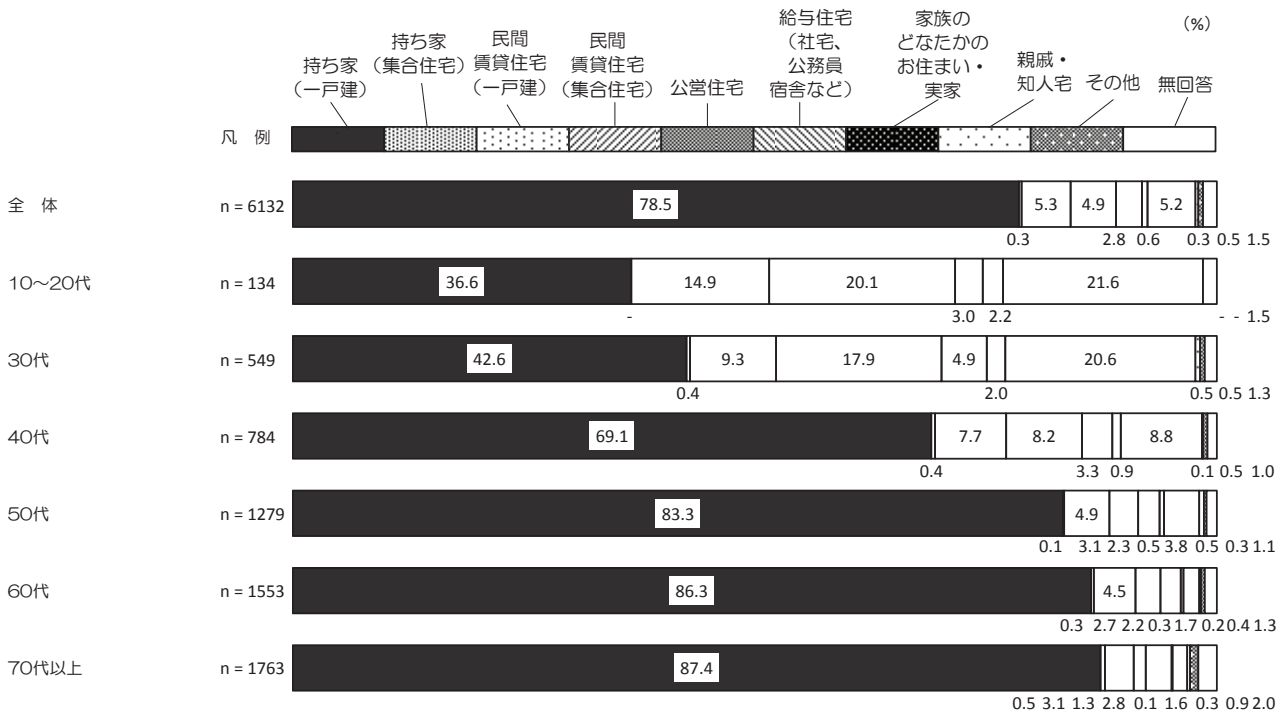 (%)
持ち家
（一戸建）
持ち家
（集合住宅）
民間
賃貸住宅
（一戸建）
民間
賃貸住宅
（集合住宅）
公営住宅
給与住宅
（社宅、
公務員
宿舎など）
家族の
どなたかの
お住まい・
実家
親戚・
知人宅
その他
無回答
凡 例
全 体 n = 6132 78.5 5.3 4.9 5.2
0.3 2.8 0.6 0.3 0.5 1.5
10～20代 n = 134 36.6 14.9 20.1 21.6
- 3.0 2.2 - - 1.5
30代 n = 549 42.6 9.3 17.9 4.9 20.6
0.4 2.0 0.5 0.5 1.3
40代 n = 784 69.1 7.7 8.2 8.8
0.4 3.3 0.9 0.1 0.5 1.0
50代 n = 1279 83.3 4.9
0.1 3.1 2.3 0.5 3.8 0.5 0.3 1.1
60代 n = 1553 86.3 4.5
0.3 2.7 2.2 0.3 1.7 0.2 0.4 1.3
70代以上 n = 1763 87.4
0.5 3.1 1.3 2.8 0.1 1.6 0.3 0.9 2.0